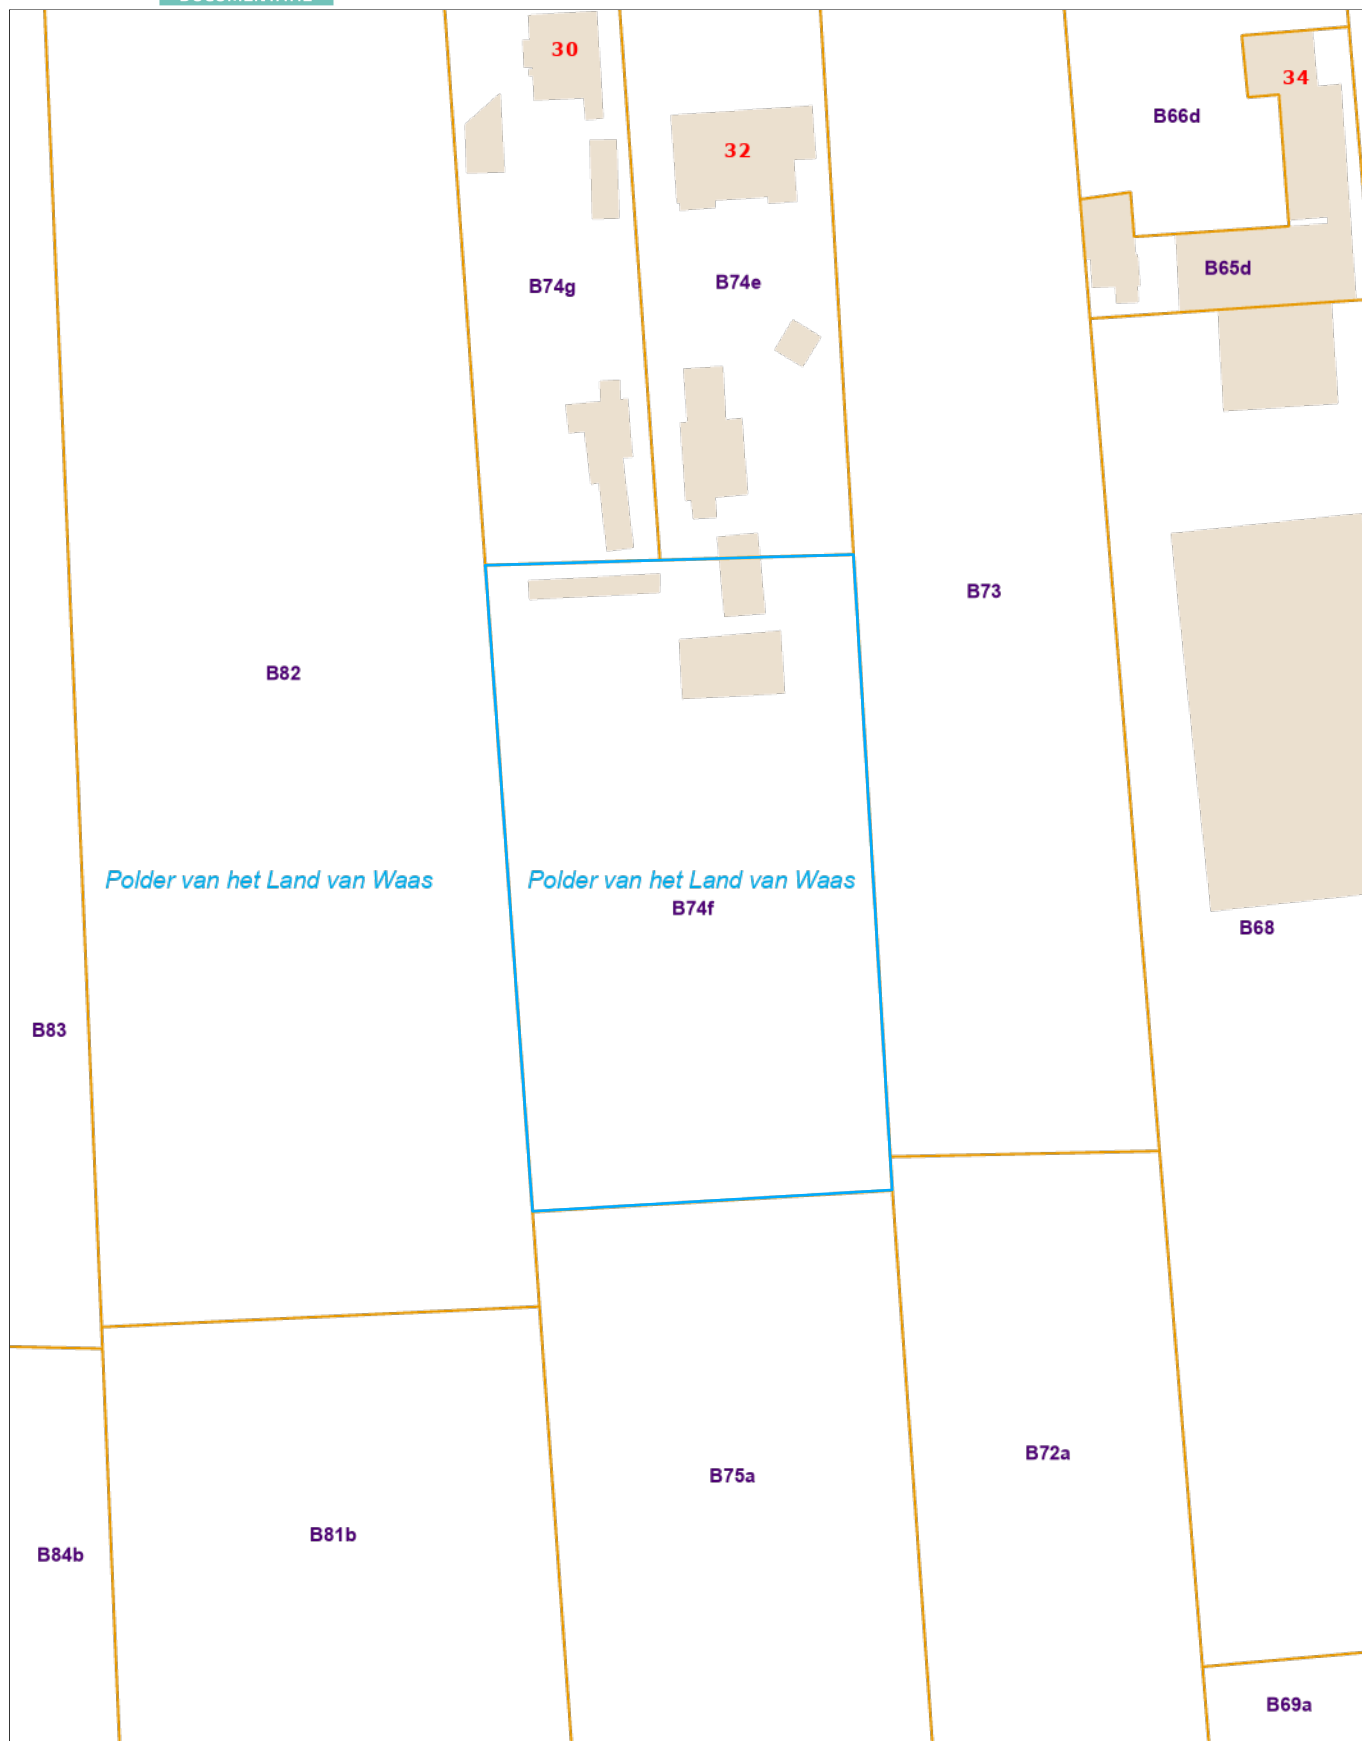 30
34
B66d
32
B65d
B74g
B74e
B73
B82
Polder van het Land van Waas
Polder van het Land van Waas
B74f
B68
B83
B72a
B75a
B81b
B84b
B69a